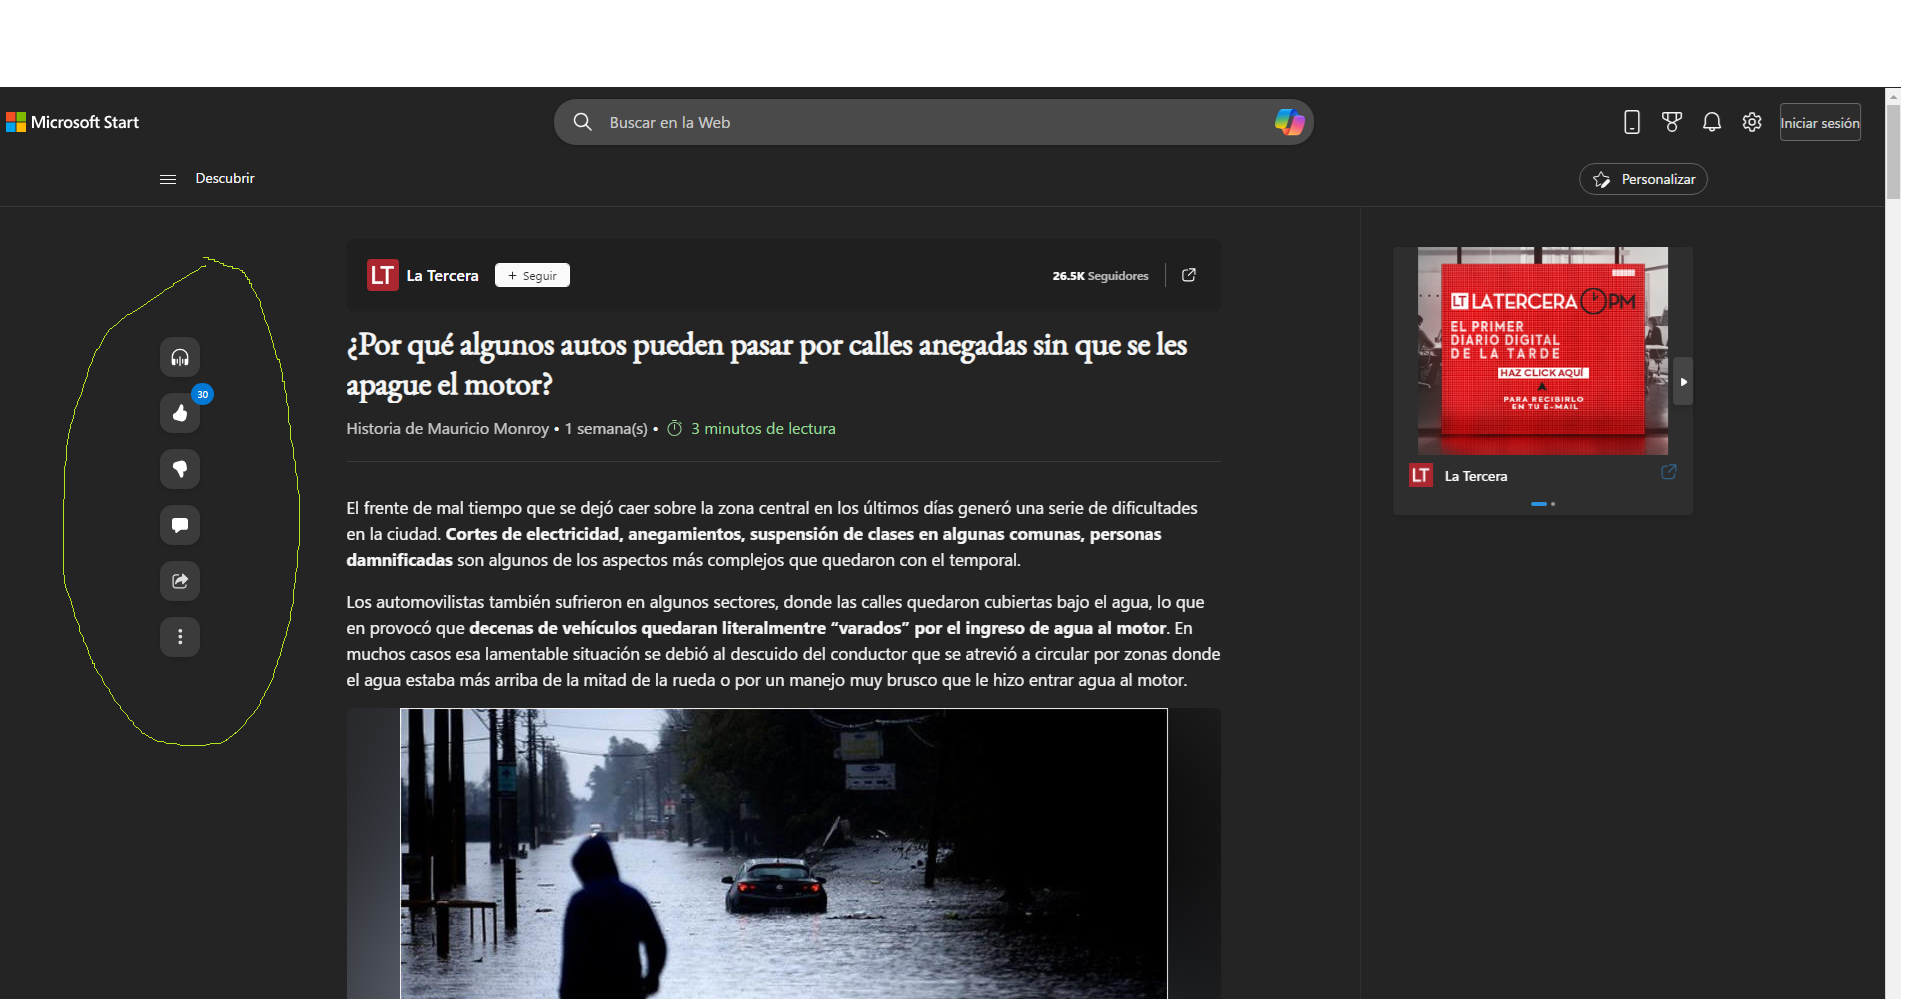 Microsoft Start
Buscar en la Web
Iniciar sesión
Descubrir
Personalizar
LT La Tercera
+ Seguir
26.5K Seguidores
¿Por qué algunos autos pueden pasar por calles anegadas sin que se les
apague el motor?
Historia de Mauricio Monroy • 1 semana(s) • 3 minutos de lectura
30
El frente de mal tiempo que se dejó caer sobre la zona central en los últimos días generó una serie de dificultades
en la ciudad. Cortes de electricidad, anegamientos, suspensión de clases en algunas comunas, personas
damnificadas son algunos de los aspectos más complejos que quedaron con el temporal.
Los automovilistas también sufrieron en algunos sectores, donde las calles quedaron cubiertas bajo el agua, lo que
en provocó que decenas de vehículos quedaran literalmentre “varados” por el ingreso de agua al motor. En
muchos casos esa lamentable situación se debió al descuido del conductor que se atrevió a circular por zonas donde
el agua estaba más arriba de la mitad de la rueda o por un manejo muy brusco que le hizo entrar agua al motor.
LT LATERCERA PM
EL PRIMER
DIARIO DIGITAL
DE LA TARDE
HAZ CLICK AQUÍ
PARA RECIBIRLO
EN TU E-MAIL
LT La Tercera